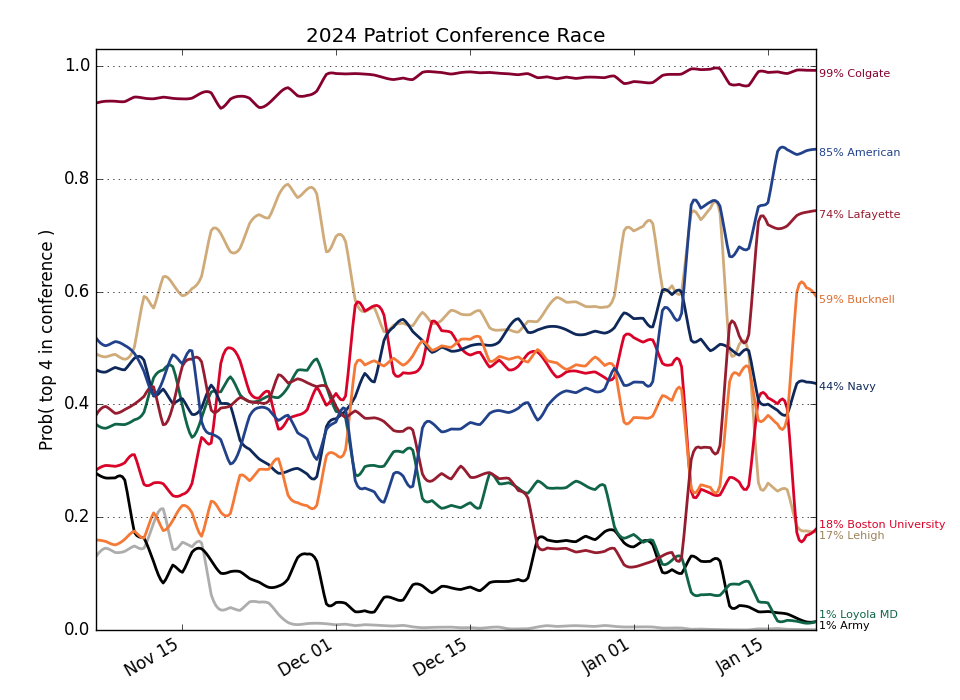 2024 Patriot Conference Race
Prob( top 4 in conference )
1.0
0.8
0.6
0.4
0.2
0.0
Nov 15
Dec 01
Dec 15
Jan 01
Jan 15
99% Colgate
85% American
74% Lafayette
59% Bucknell
44% Navy
18% Boston University
17% Lehigh
1% Loyola MD
1% Army